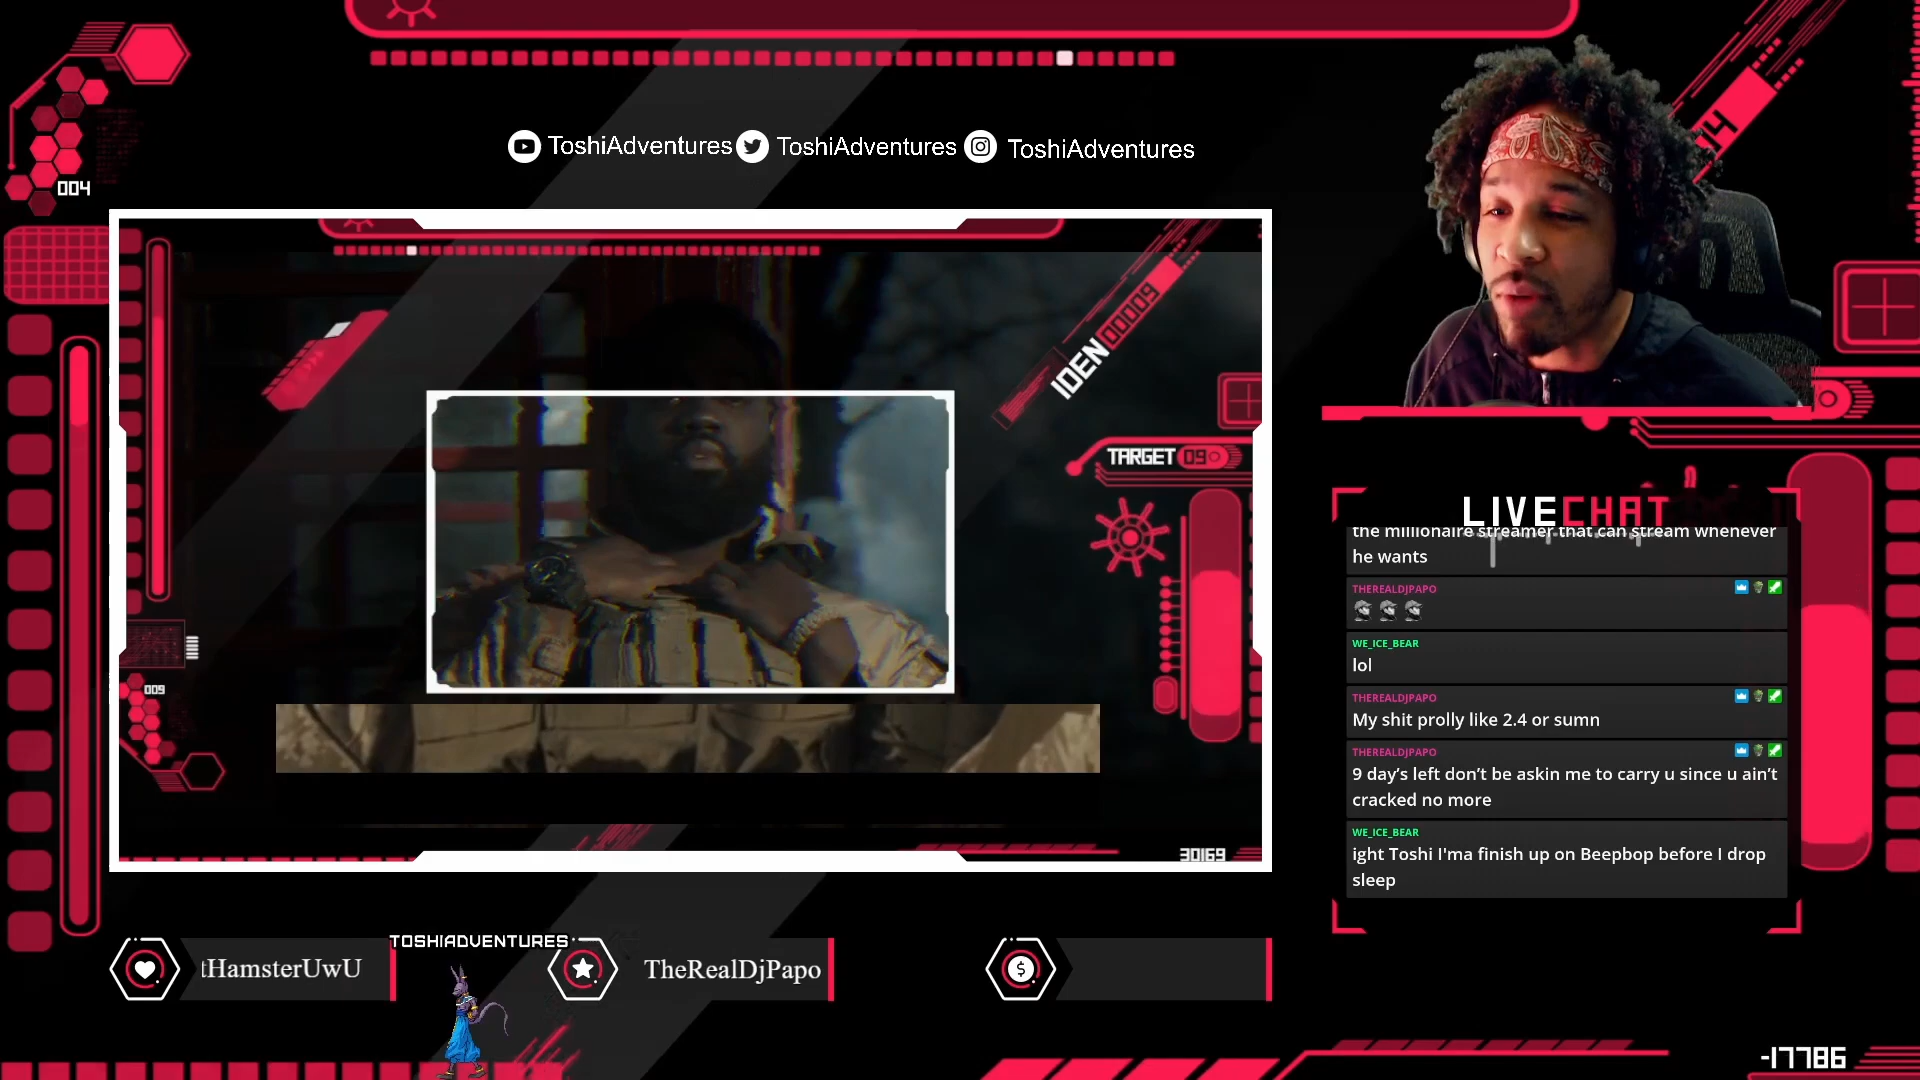 004
ToshiAdventures ToshiAdventures ToshiAdventures
IDEN 00009
TARGET 09
009
30169
LIVECHAT
the millionaire streamer that can stream whenever
he wants
THEREALDJPAPO
WE_ICE_BEAR
lol
THEREALDJPAPO
My shit prolly like 2.4 or sumn
THEREALDJPAPO
9 day's left don't be askin me to carry u since u ain't
cracked no more
WE_ICE_BEAR
ight Toshi I'ma finish up on Beepbop before I drop
sleep
TOSHIADVENTURES
tHamsterUwU
TheRealDjPapo
-17786